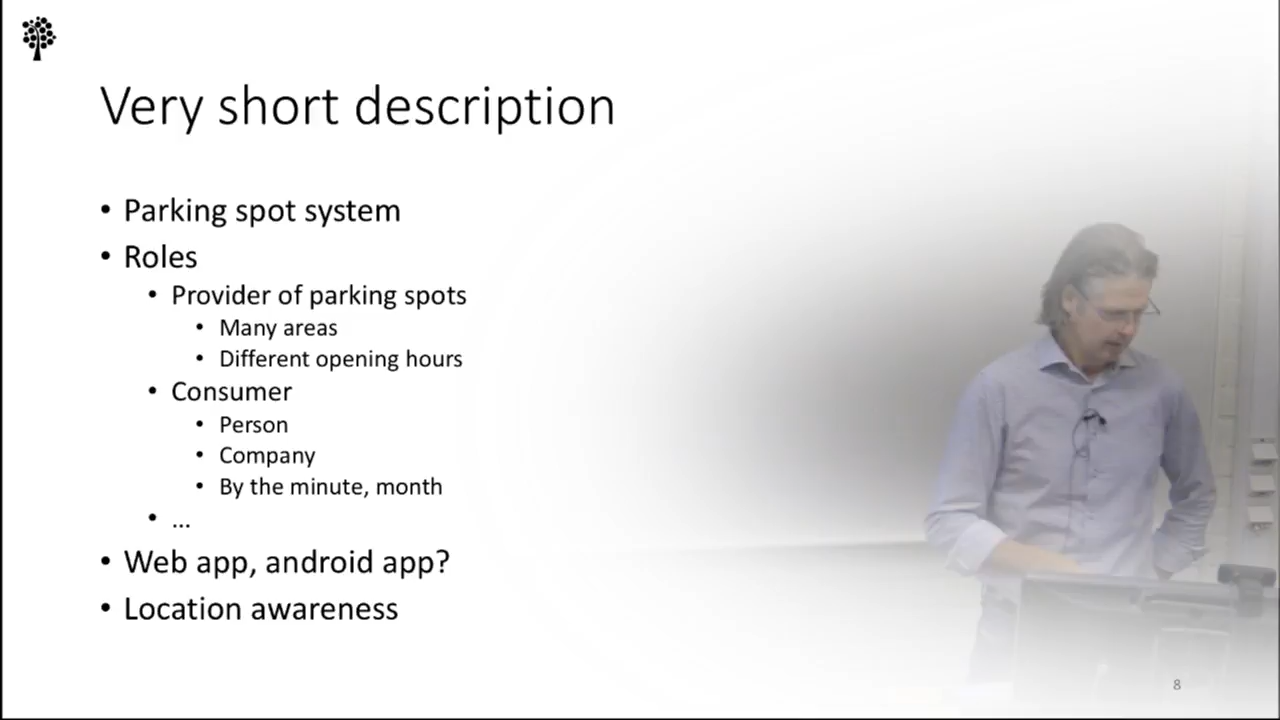 Very short description
• Parking spot system
• Roles
• Provider of parking spots
• Many areas
• Different opening hours
• Consumer
• Person
• Company
• By the minute, month
• ...
• Web app, android app?
• Location awareness
8